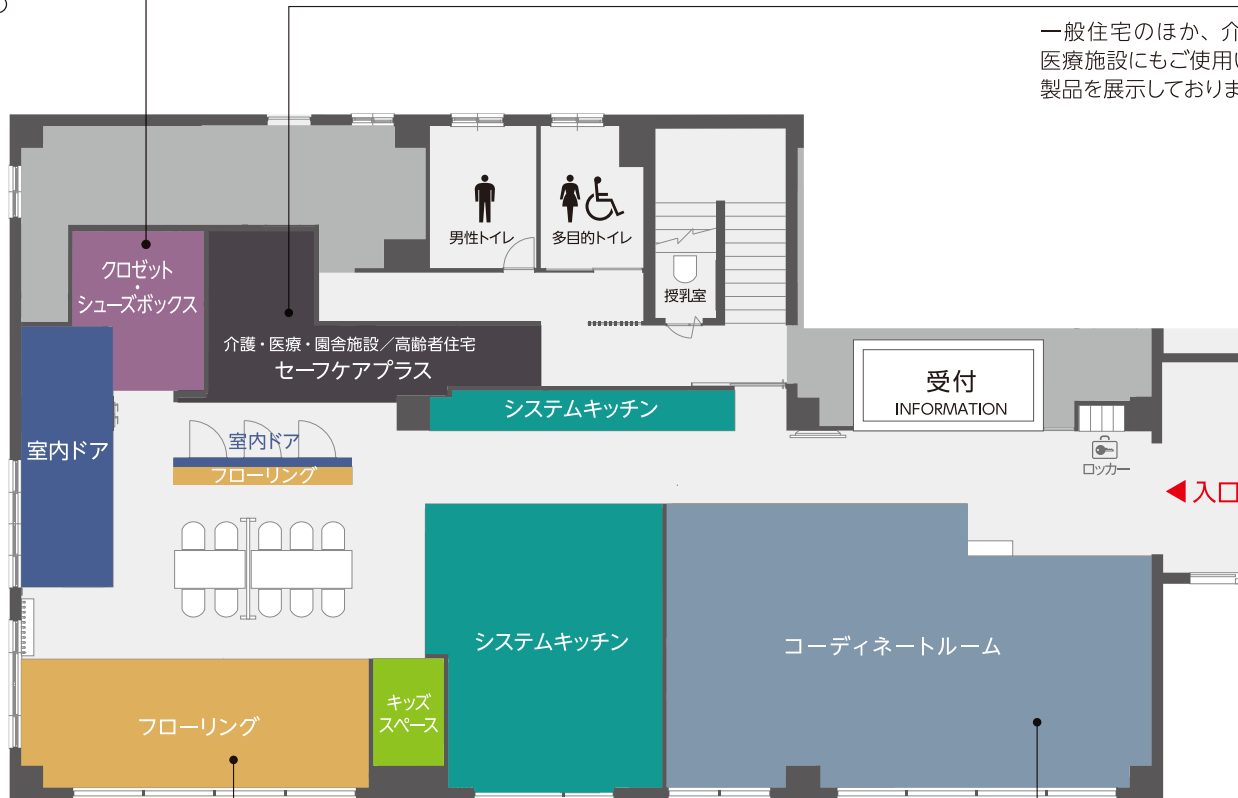 一般住宅のほか、介
医療施設にもご使用
製品を展示しており
男性トイレ
多目的トイレ
授乳室
クロゼット
・
シューズボックス
介護・医療・園舎施設／高齢者住宅
セーフケアプラス
受付
INFORMATION
システムキッチン
室内ドア
室内ドア
フローリング
ロッカー
◀入口
システムキッチン
コーディネートルーム
キッズ
スペース
フローリング